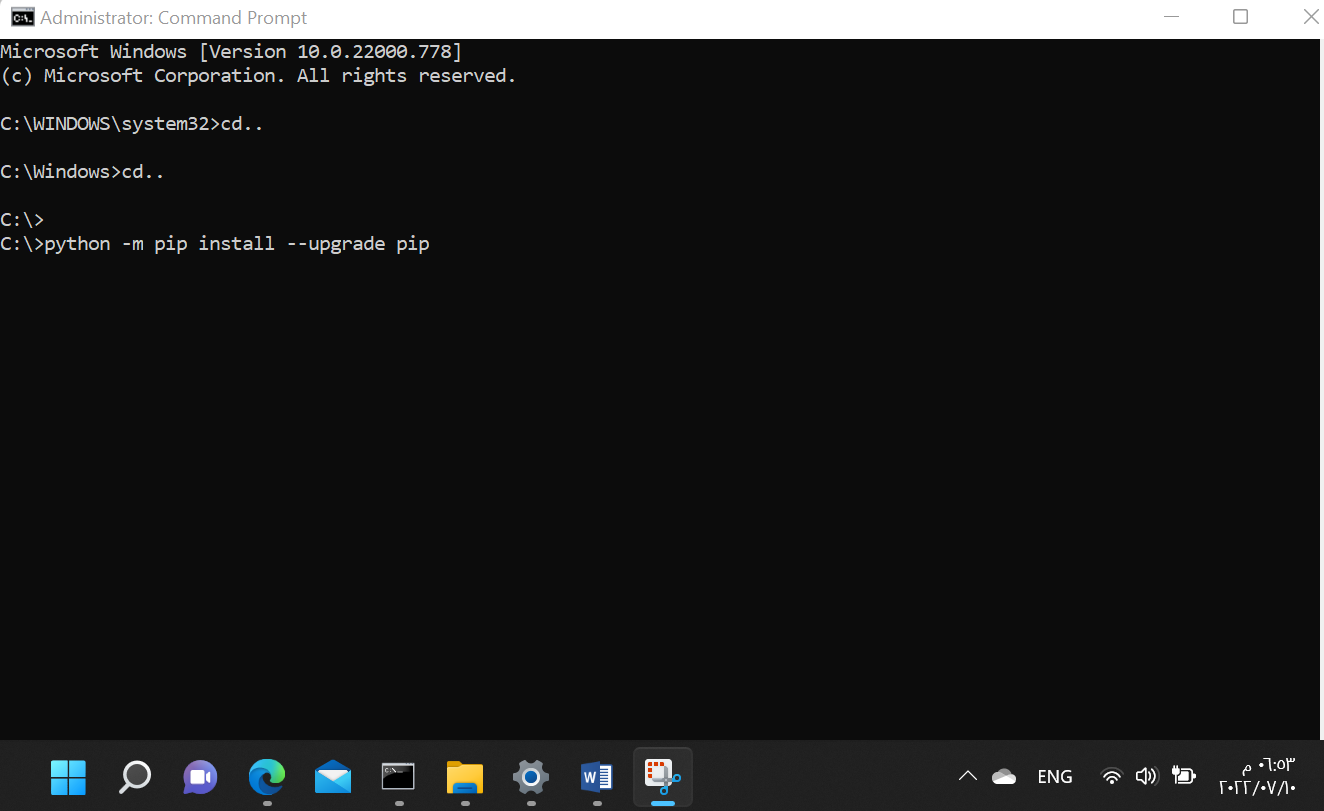 Administrator: Command Prompt
Microsoft Windows [Version 10.0.22000.778]
(c) Microsoft Corporation. All rights reserved.
C:\WINDOWS\system32>cd..
C:\Windows>cd..
C:\>
C:\>python -m pip install --upgrade pip
ENG
٠٦:٥٣ م
٢٠٢٢/٠٧/١٠